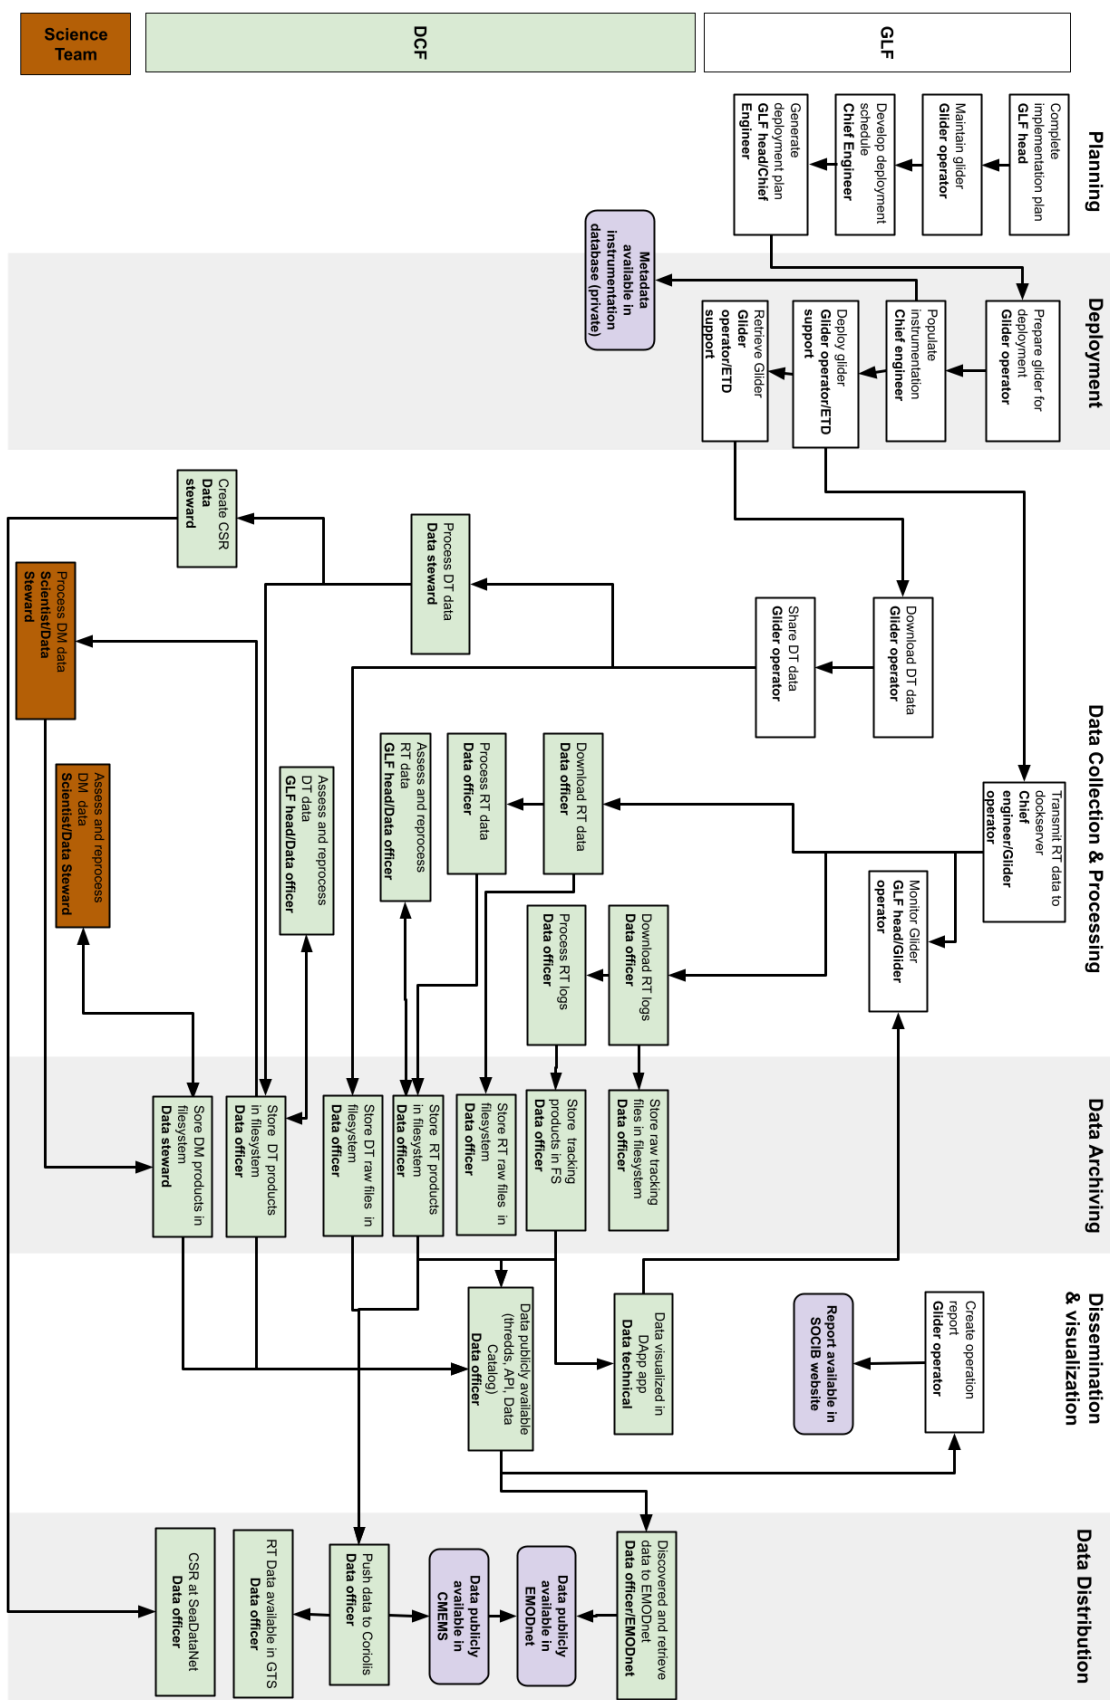 GLF
DCF
Science
Team
Planning
Complete
implementation plan
GLF head
Maintain glider
Glider operator
Develop deployment
schedule
Chief Engineer
Generate
deployment plan
GLF head/Chief
Engineer
Deployment
Prepare glider for
deployment
Glider operator
Populate
instrumentation
Chief engineer
Deploy glider
Glider operator/ETD
support
Retrieve Glider
Glider
operator/ETD
support
Metadata
available in
instrumentation
database (private)
Data Collection & Processing
Transmit RT data to
dockserver
Chief
engineer/Glider
operator
Monitor Glider
GLF head/Glider
operator
Download DT data
Glider operator
Share DT data
Glider operator
Download RT logs
Data officer
Process RT logs
Data officer
Download RT data
Data officer
Process RT data
Data officer
Assess and reprocess
RT data
GLF head/Data officer
Process DT data
Data steward
Assess and reprocess
DT data
GLF head/Data officer
Create CSR
Data
steward
Process DM data
Scientist/Data
Steward
Assess and reprocess
DM data
Scientist/Data Steward
Data Archiving
Store raw tracking
files in filesystem
Data officer
Store tracking
products in FS
Data officer
Store RT raw files in
filesystem
Data officer
Store RT products
in filesystem
Data officer
Store DT raw files in
filesystem
Data officer
Store DT products
in filesystem
Data officer
Sore DM products in
filesystem
Data steward
Dissemination
& visualization
Create operation
report
Glider operator
Report available in
SOCIB website
Data visualized in
DApp app
Data technical
Data publicly available
(thredds, API, Data
Catalog)
Data officer
Data Distribution
Discovered and retrieve
data to EMODnet
Data officer/EMODnet
Data publicly
available in
EMODnet
Data publicly
available in
CMEMS
Push data to Coriolis
Data officer
RT Data available in GTS
Data officer
CSR at SeaDataNet
Data officer